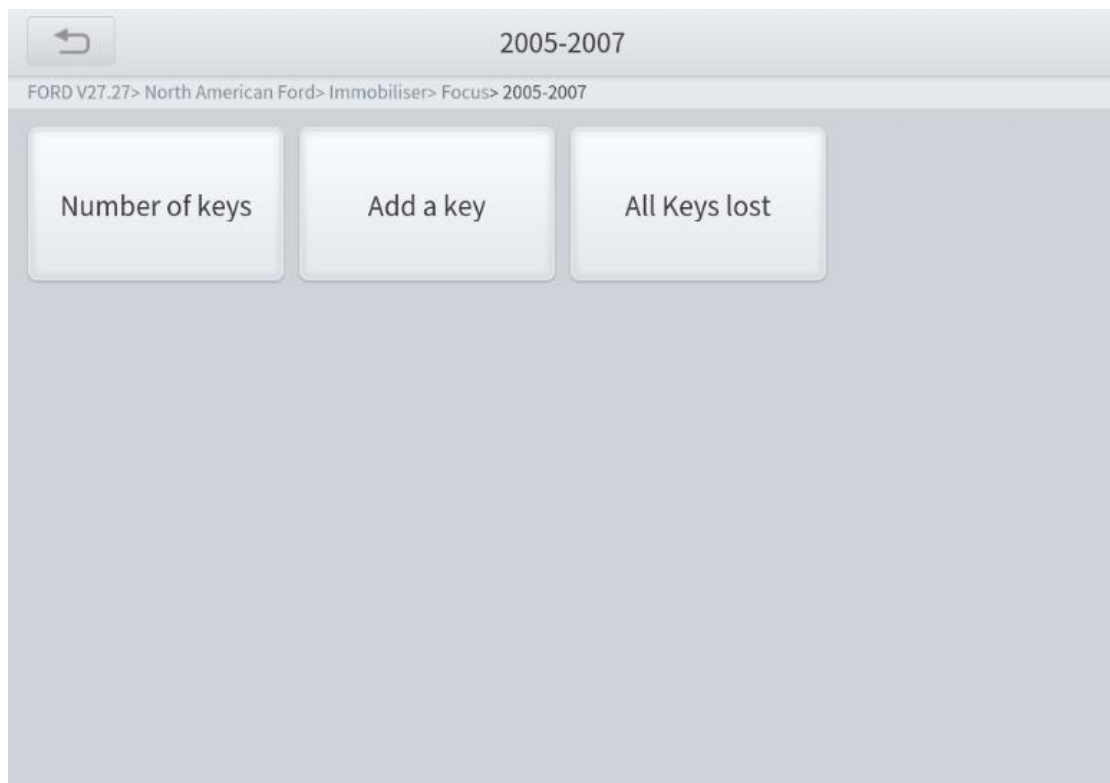 2005-2007
FORD V27.27> North American Ford> Immobiliser> Focus> 2005-2007
Number of keys
Add a key
All Keys lost